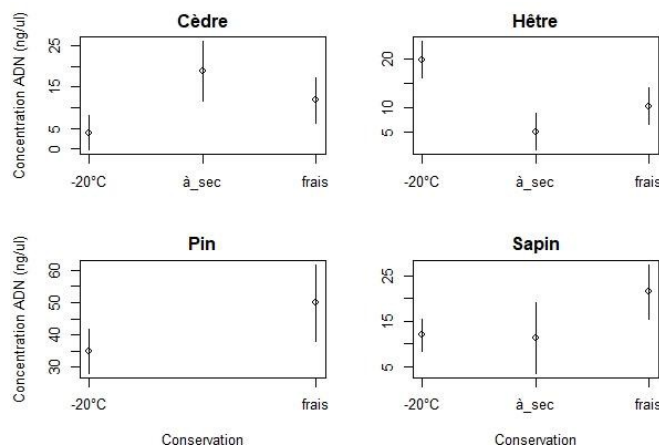 Cèdre
Concentration ADN (ng/ul)
25
15
5
0
-20°C à_sec frais
Hêtre
20
10
5
-20°C à_sec frais
Pin
Concentration ADN (ng/ul)
60
50
40
30
-20°C frais
Conservation
Sapin
25
15
5
-20°C à_sec frais
Conservation